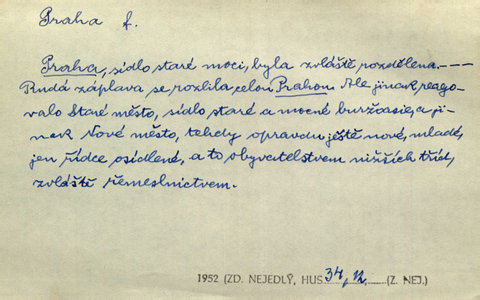 Praha f.
Praha, sídlo staré moci, byla zvláště rozdělena. ---
Rudá záplava se rozlila celou Prahou. Ale jinak reago-
valo Staré město, sídlo staré a mocné buržoasie, a ji-
nak Nové město, tehdy opravdu ještě nové, mladé,
jen řídce osídlené, a to obyvatelstvem nižších tříd,
zvláště řemeslnictvem.
1952 (ZD. NEJEDLÝ, HUS 34, 12 (Z. NEJ.)